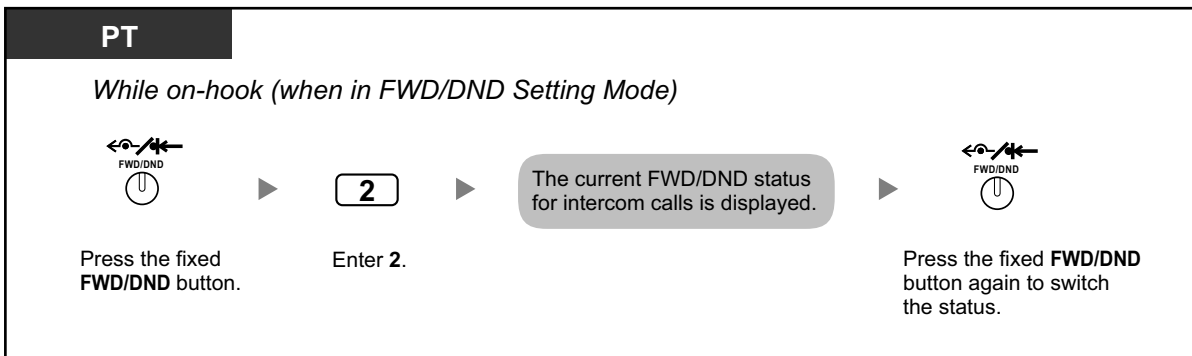 PT
While on-hook (when in FWD/DND Setting Mode)
FWD/DND
Press the fixed
FWD/DND button.
2
Enter 2.
The current FWD/DND status
for intercom calls is displayed.
FWD/DND
Press the fixed FWD/DND
button again to switch
the status.